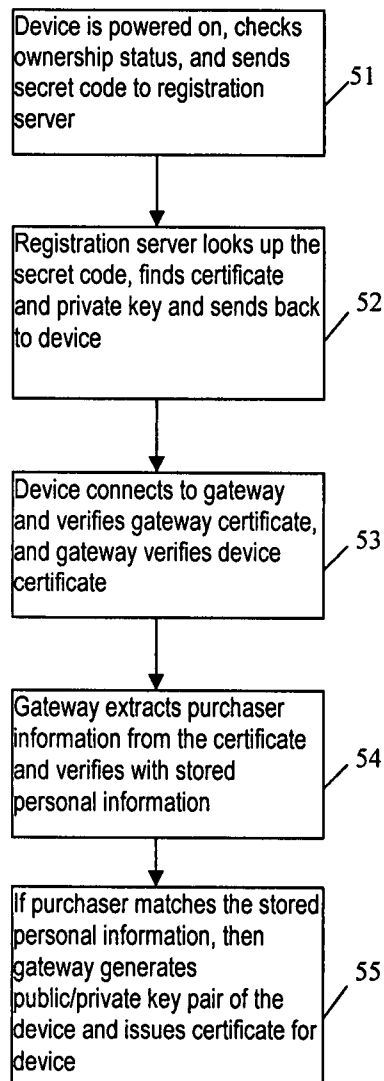 Device is powered on, checks
ownership status, and sends
secret code to registration
server
51
Registration server looks up the
secret code, finds certificate
and private key and sends back
to device
52
Device connects to gateway
and verifies gateway certificate,
and gateway verifies device
certificate
53
Gateway extracts purchaser
information from the certificate
and verifies with stored
personal information
54
If purchaser matches the stored
personal information, then
gateway generates
public/private key pair of the
device and issues certificate for
device
55